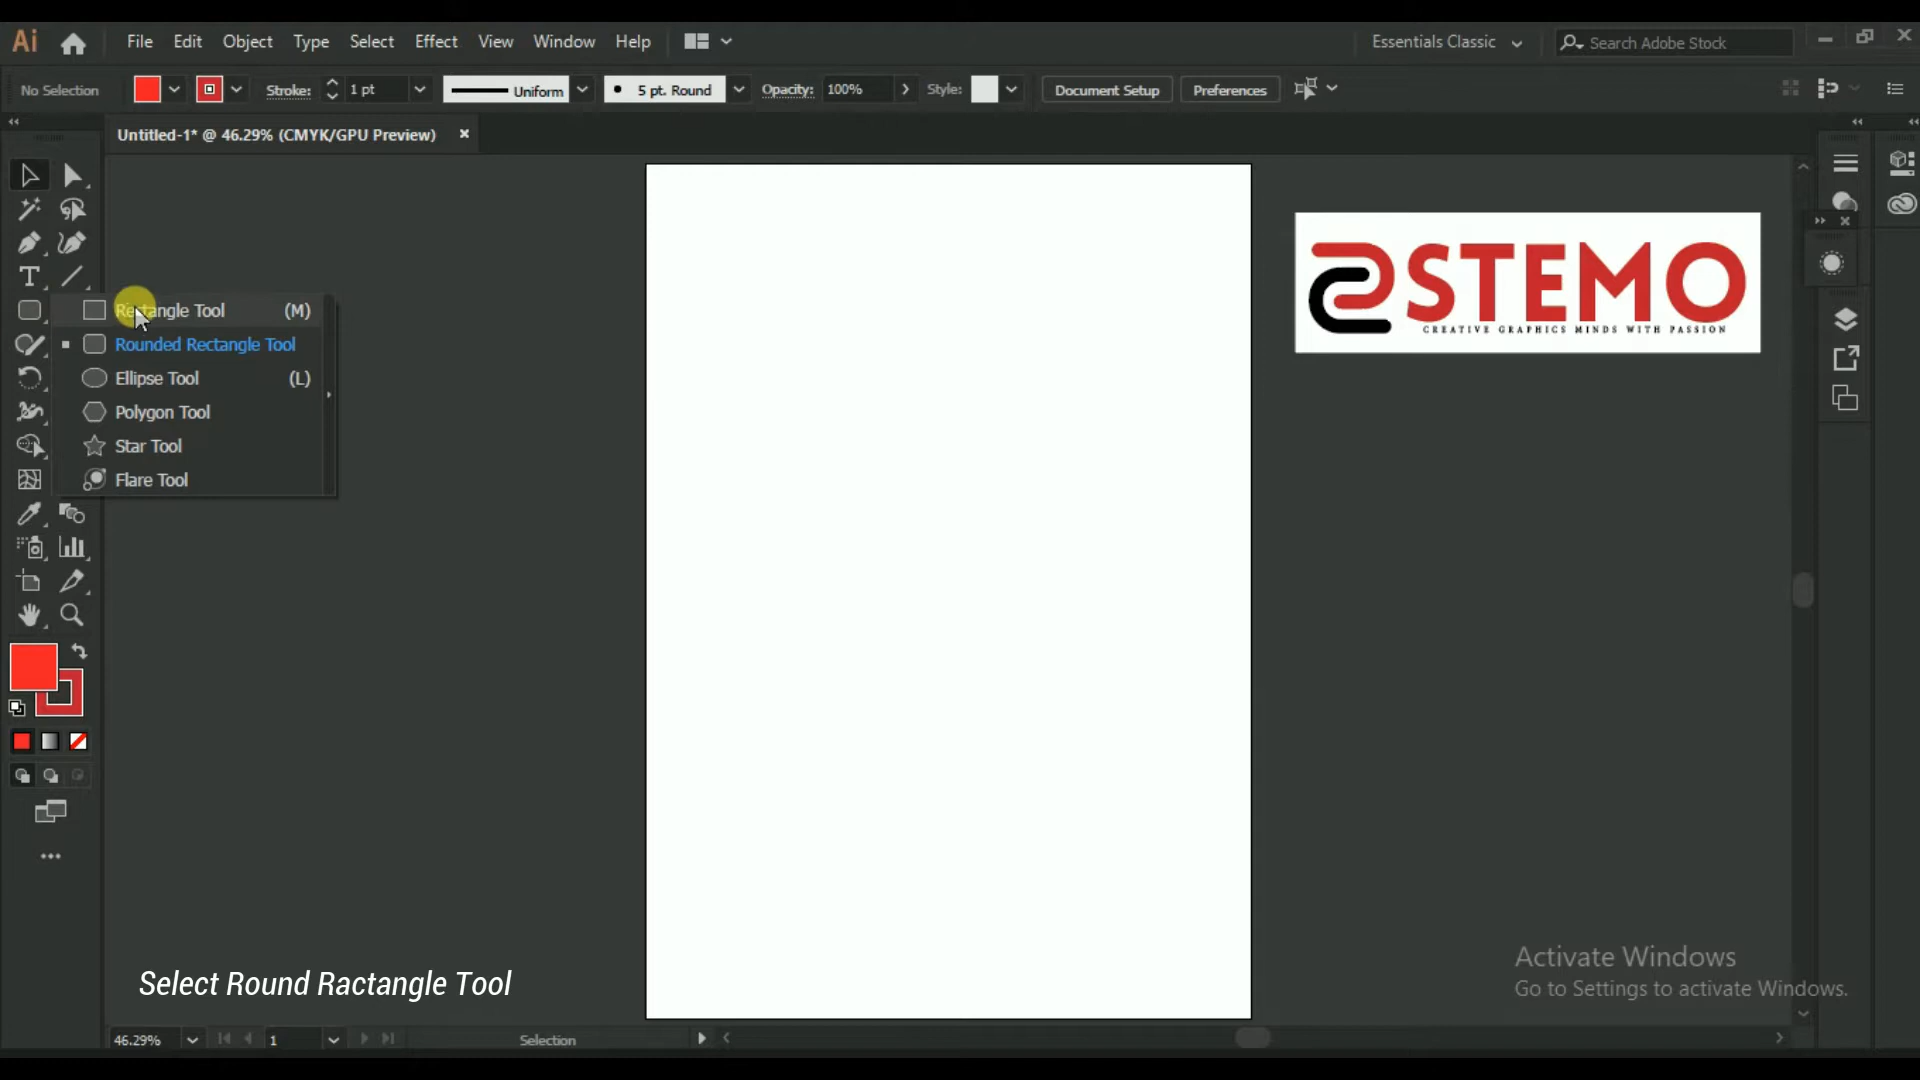 Ai File Edit Object Type Select Effect View Window Help Essentials Classic Search Adobe Stock
No Selection Stroke: 1 pt Uniform 5 pt. Round Opacity: 100% Style: Document Setup Preferences
Untitled-1* @ 46.29% (CMYK/GPU Preview)
Rectangle Tool (M)
Rounded Rectangle Tool
Ellipse Tool (L)
Polygon Tool
Star Tool
Flare Tool
STEMO
CREATIVE GRAPHICS MINDS WITH PASSION
Select Round Ractangle Tool
Activate Windows
Go to Settings to activate Windows.
46.29% 1 Selection